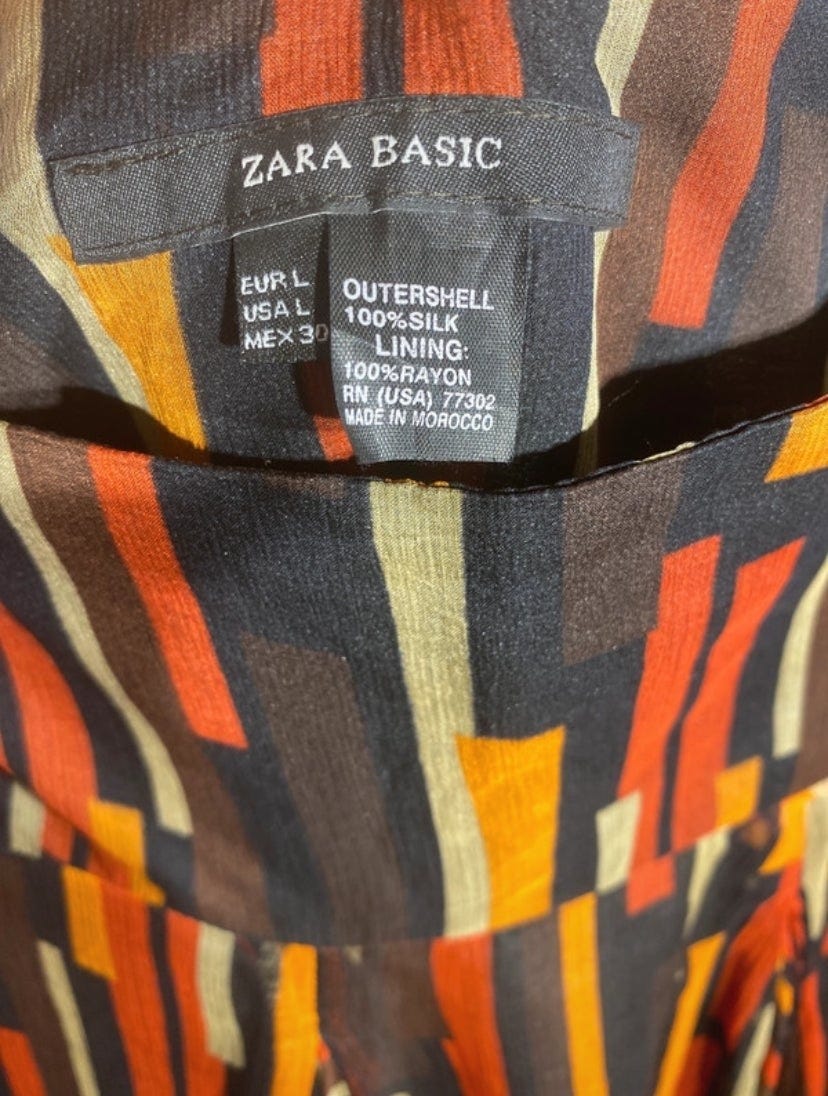 ZARA BASIC
EUR L
USA L
MEX 30
OUTERSHELL
100%SILK
LINING:
100%RAYON
RN (USA) 77302
MADE IN MOROCCO